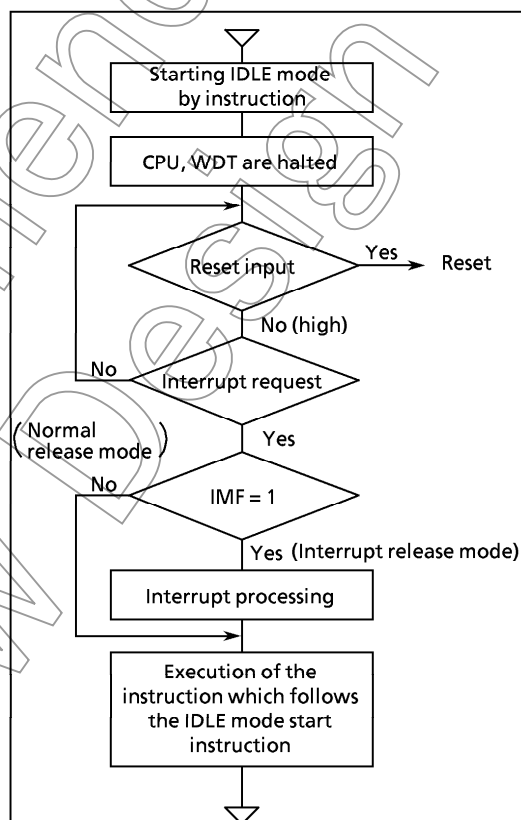 Starting IDLE mode
by instruction
CPU, WDT are halted
Reset input
Yes
Reset
No (high)
No
Interrupt request
(Normal
release mode)
Yes
No
IMF = 1
Yes (Interrupt release mode)
Interrupt processing
Execution of the
instruction which follows
the IDLE mode start
instruction